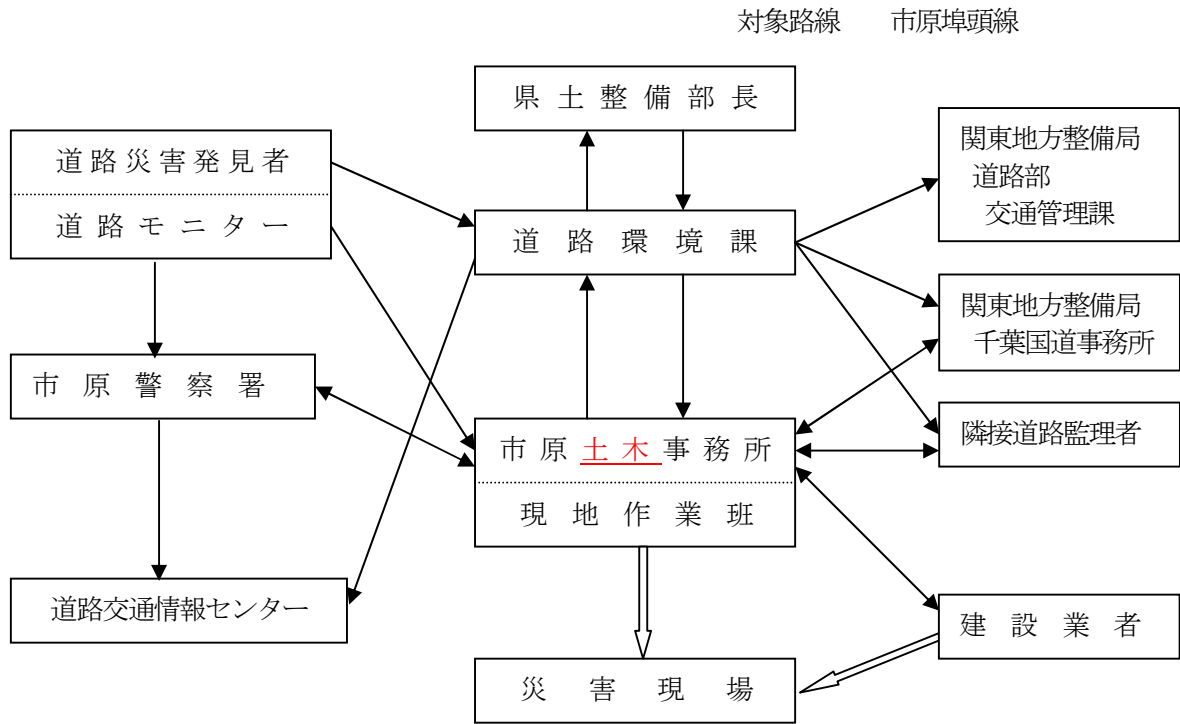 対象路線　市原埠頭線
県土整備部長
道路災害発見者
道路モニター
道路環境課
関東地方整備局
道路部
交通管理課
関東地方整備局
千葉国道事務所
市原警察署
市原土木事務所
現地作業班
隣接道路監理者
道路交通情報センター
建設業者
災害現場